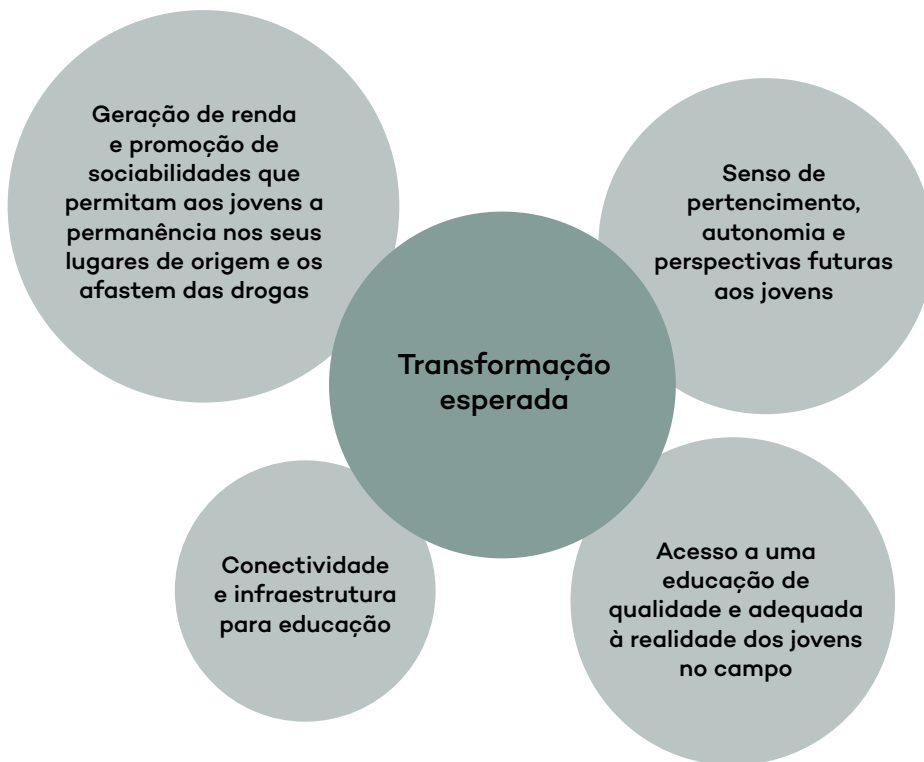 Geração de renda
e promoção de
sociabilidades que
permitam aos jovens a
permanência nos seus
lugares de origem e os
afastem das drogas
Senso de
pertencimento,
autonomia e
perspectivas futuras
aos jovens
Transformação
esperada
Conectividade
e infraestrutura
para educação
Acesso a uma
educação de
qualidade e adequada
à realidade dos jovens
no campo